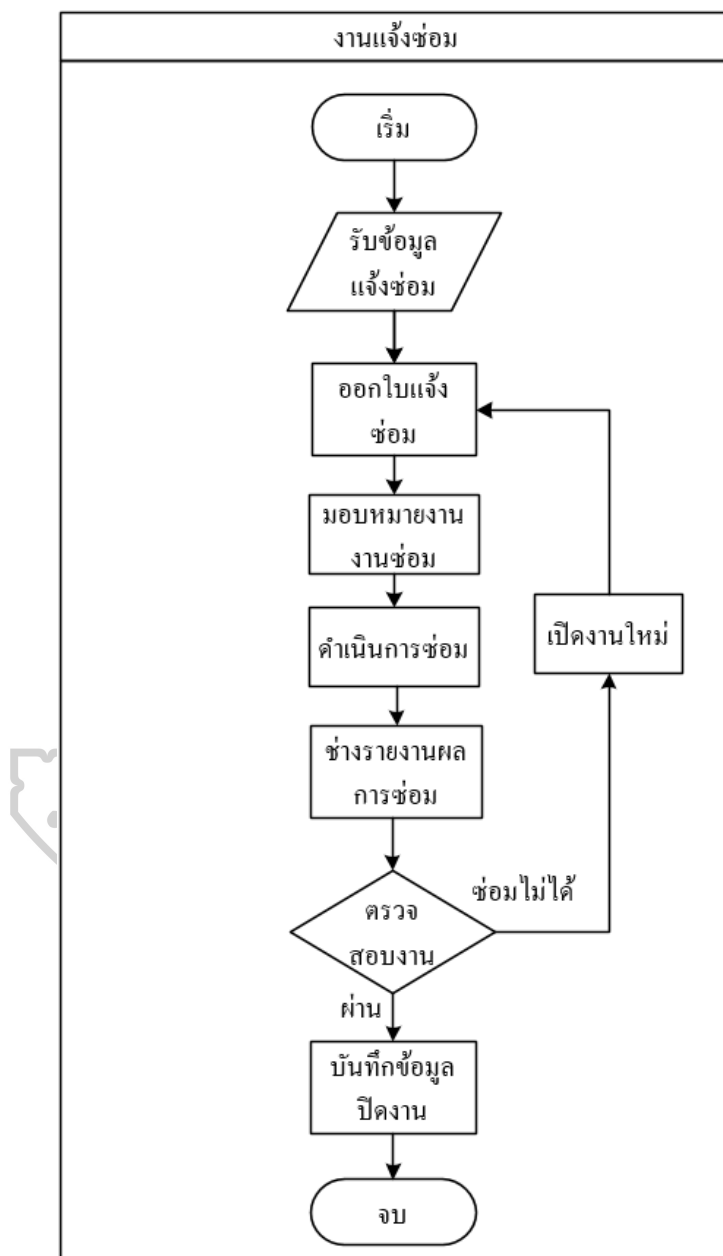 งานแจ้งซ่อม
เริ่ม
รับข้อมูล
แจ้งซ่อม
ออกใบแจ้ง
ซ่อม
มอบหมายงาน
งานซ่อม
ดำเนินการซ่อม
เปิดงานใหม่
ช่างรายงานผล
การซ่อม
ซ่อมไม่ได้
ตรวจ
สอบงาน
ผ่าน
บันทึกข้อมูล
ปิดงาน
จบ